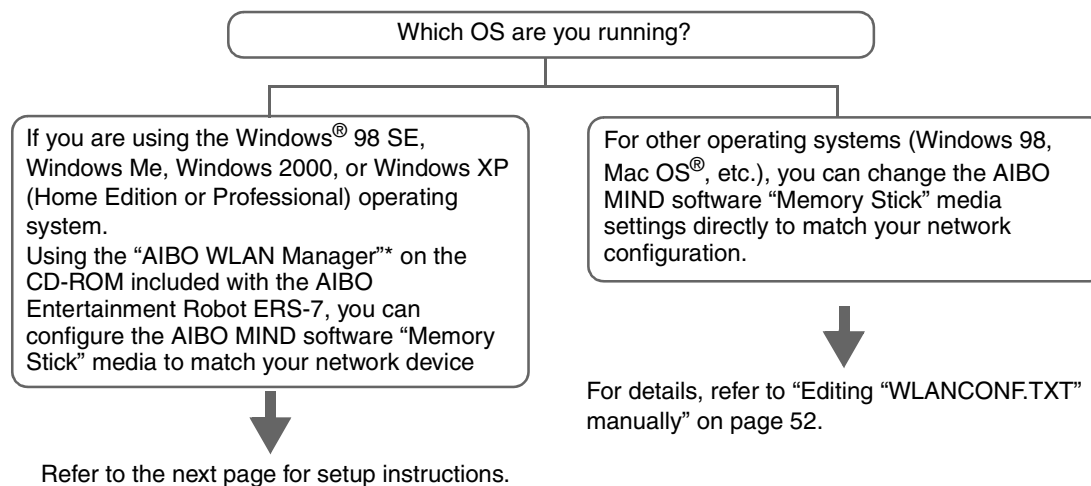 Which OS are you running?
If you are using the Windows® 98 SE,
Windows Me, Windows 2000, or Windows XP
(Home Edition or Professional) operating
system.
Using the “AIBO WLAN Manager”* on the
CD-ROM included with the AIBO
Entertainment Robot ERS-7, you can
configure the AIBO MIND software “Memory
Stick” media to match your network device
Refer to the next page for setup instructions.
For other operating systems (Windows 98,
Mac OS®, etc.), you can change the AIBO
MIND software “Memory Stick” media
settings directly to match your network
configuration.
For details, refer to “Editing “WLANCONF.TXT”
manually” on page 52.